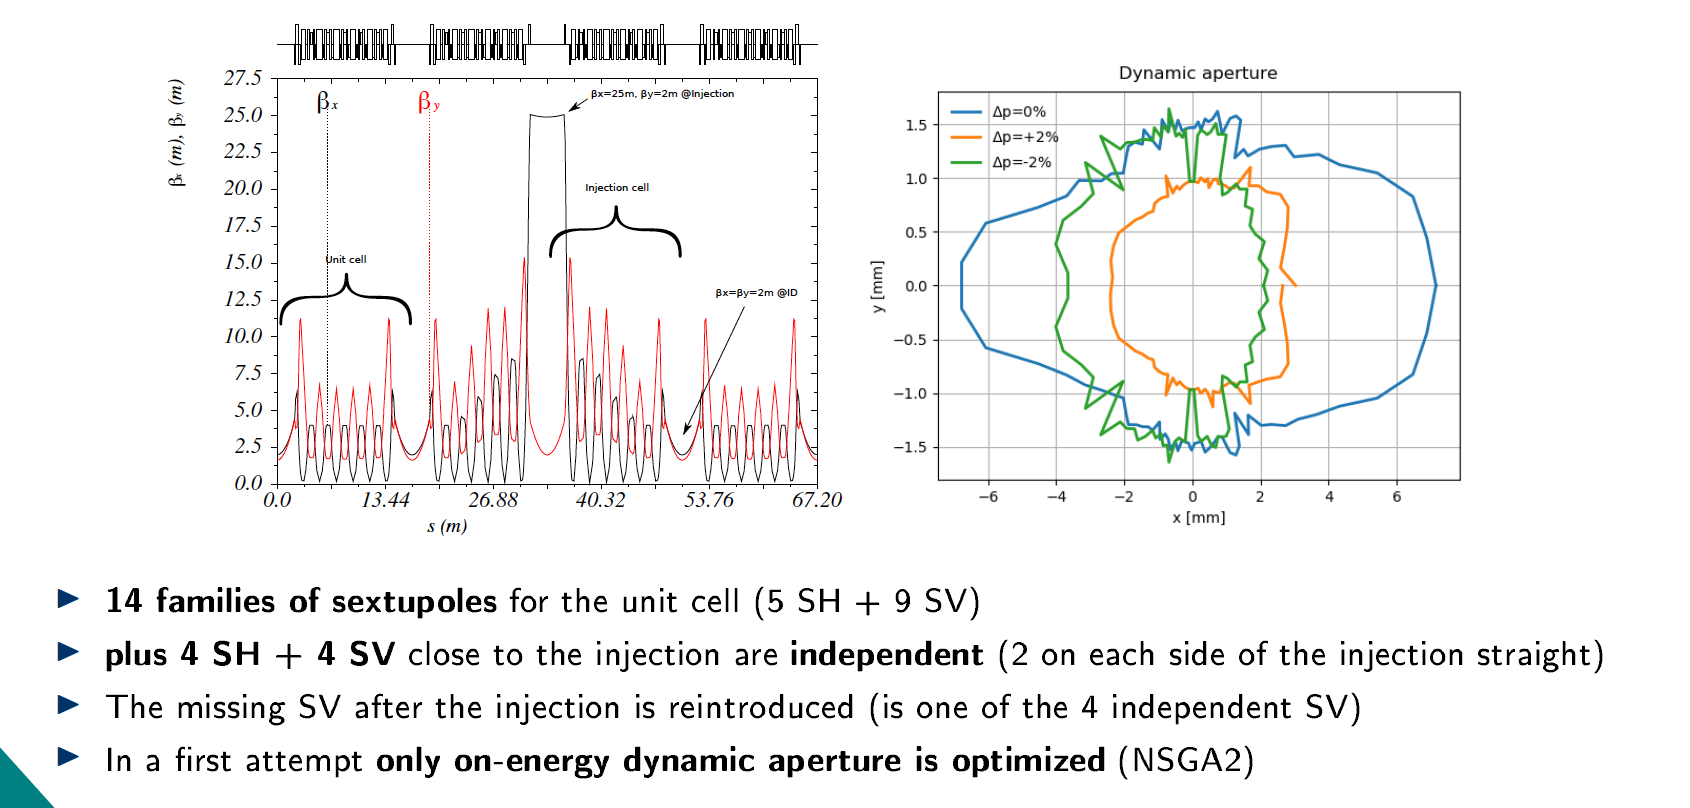 27.5
25.0
22.5
20.0
17.5
15.0
12.5
10.0
7.5
5.0
2.5
0.0
0.0 13.44 26.88 40.32 53.76 67.20
s (m)
βx (m), βy (m)
βx
βy
βx=25m, βy=2m @Injection
Injection cell
Unit cell
βx=βy=2m @ID
Dynamic aperture
Δp=0%
Δp=+2%
Δp=-2%
1.5
1.0
0.5
0.0
−0.5
−1.0
−1.5
−6 −4 −2 0 2 4 6
x [mm]
y [mm]
14 families of sextupoles for the unit cell (5 SH + 9 SV)
plus 4 SH + 4 SV close to the injection are independent (2 on each side of the injection straight)
The missing SV after the injection is reintroduced (is one of the 4 independent SV)
In a first attempt only on-energy dynamic aperture is optimized (NSGA2)